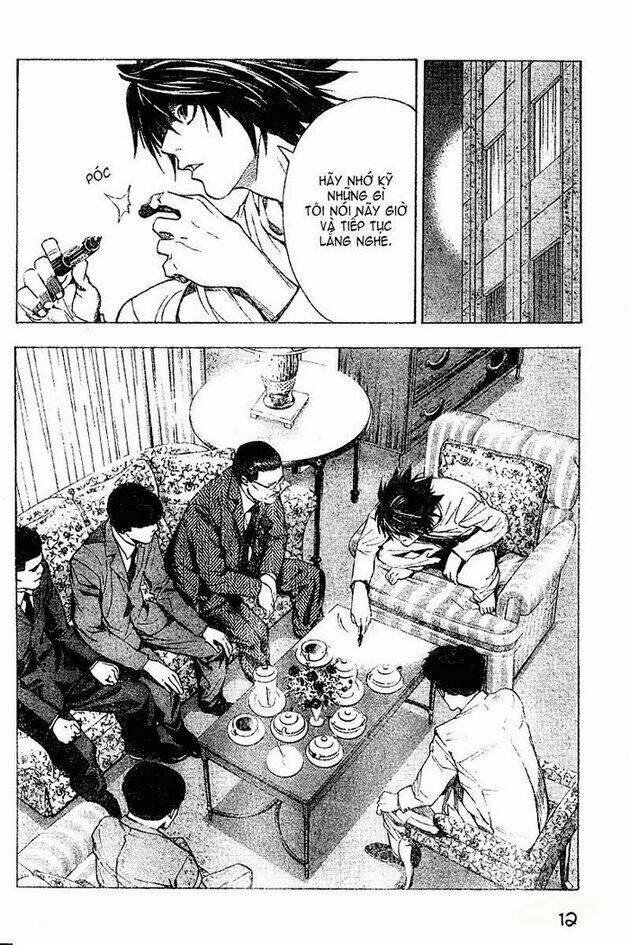 PÓC
HÃY NHỚ KỸ
NHỮNG GÌ
TÔI NÓI NÃY GIỜ
VÀ TIẾP TỤC
LẮNG NGHE.
12